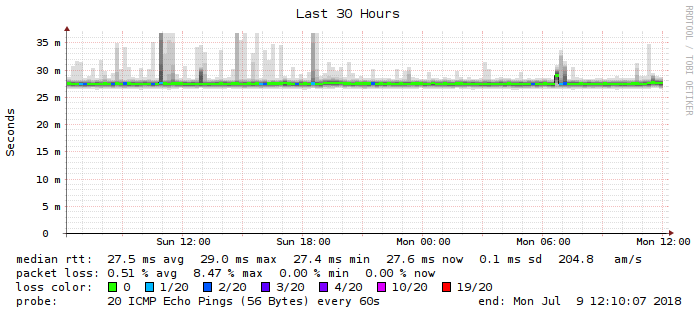 Last 30 Hours
RRDTOOL / TOBI OETIKER
Seconds
35 m
30 m
25 m
20 m
15 m
10 m
5 m
0
Sun 12:00 Sun 18:00 Mon 00:00 Mon 06:00 Mon 12:00
median rtt: 27.5 ms avg 29.0 ms max 27.4 ms min 27.6 ms now 0.1 ms sd 204.8 am/s
packet loss: 0.51 % avg 8.47 % max 0.00 % min 0.00 % now
loss color: 0 1/20 2/20 3/20 4/20 10/20 19/20
probe: 20 ICMP Echo Pings (56 Bytes) every 60s end: Mon Jul 9 12:10:07 2018